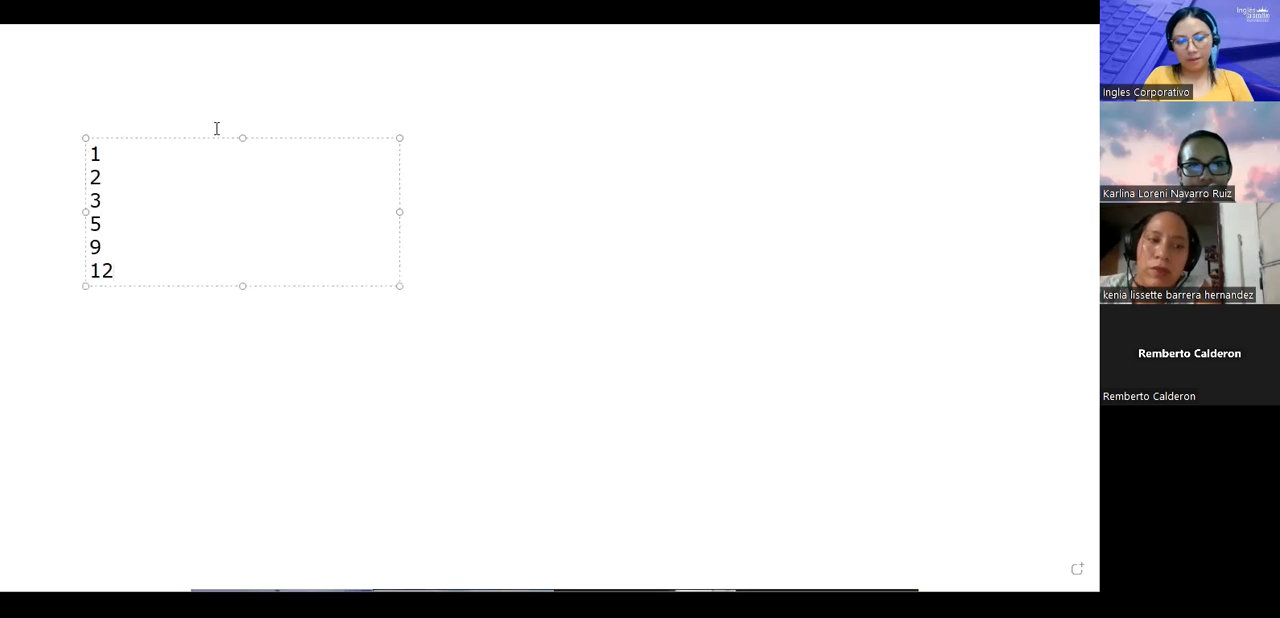 1
2
3
5
9
12
Ingles
Ingles Corporativo
Karlina Loreni Navarro Ruiz
kenia lissette barrera hernandez
Remberto Calderon
Remberto Calderon